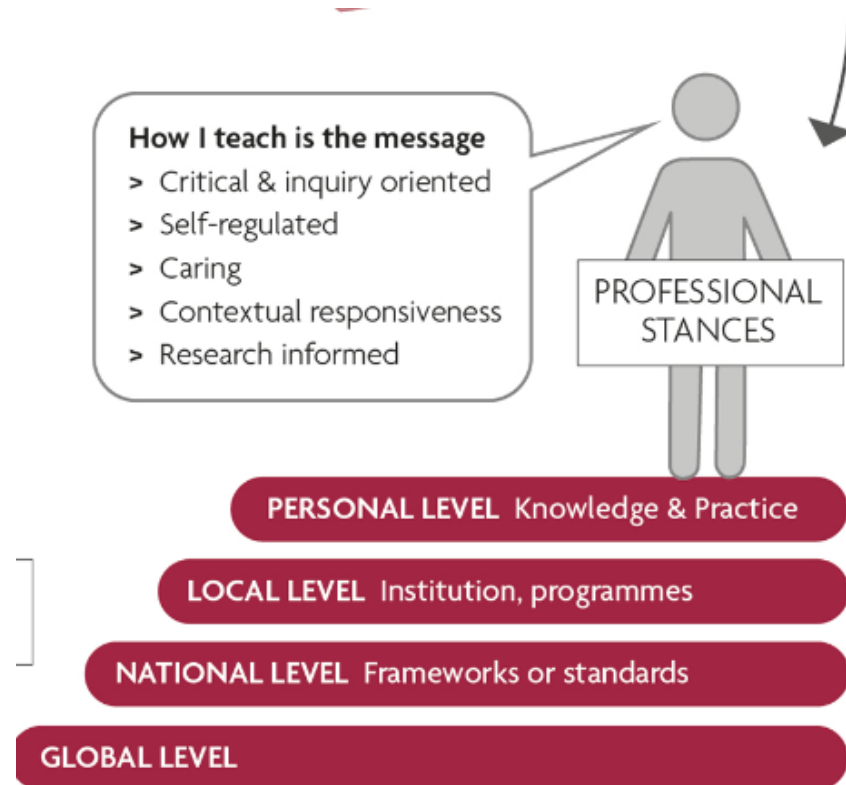 How I teach is the message
> Critical & inquiry oriented
> Self-regulated
> Caring
> Contextual responsiveness
> Research informed
PROFESSIONAL
STANCES
PERSONAL LEVEL Knowledge & Practice
LOCAL LEVEL Institution, programmes
NATIONAL LEVEL Frameworks or standards
GLOBAL LEVEL